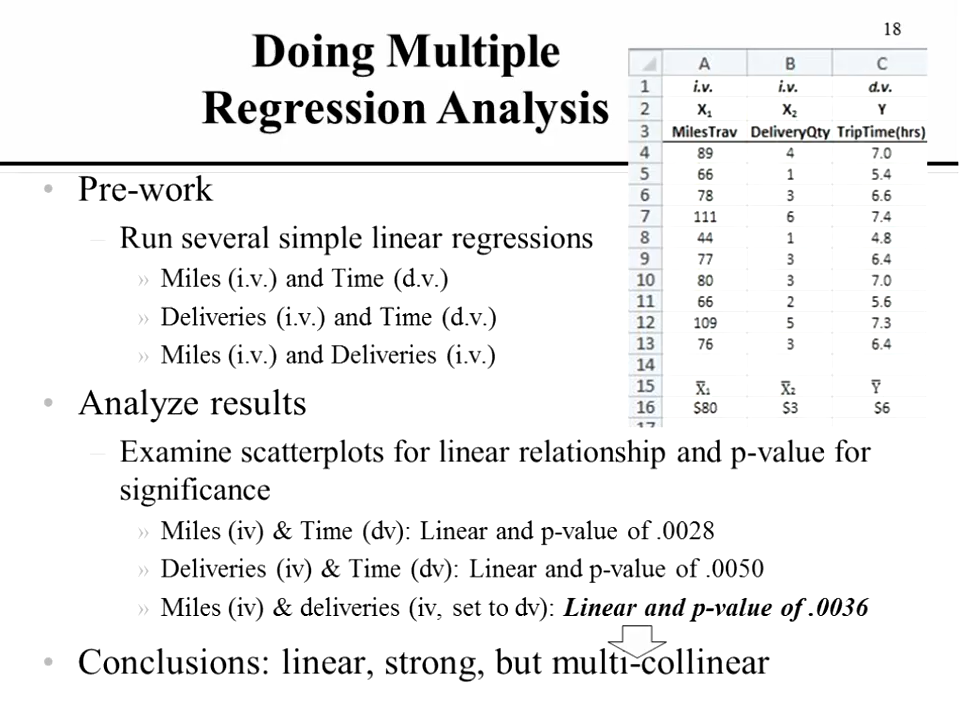 18
Doing Multiple
Regression Analysis
A B C
1 i.v. i.v. d.v.
2 X₁ X₂ Y
3 MilesTrav DeliveryQty TripTime(hrs)
4 89 4 7.0
5 66 1 5.4
6 78 3 6.6
7 111 6 7.4
8 44 1 4.8
9 77 3 6.4
10 80 3 7.0
11 66 2 5.6
12 109 5 7.3
13 76 3 6.4
14
15 X̅₁ X̅₂ Y̅
16 $80 $3 $6
17
• Pre-work
– Run several simple linear regressions
» Miles (i.v.) and Time (d.v.)
» Deliveries (i.v.) and Time (d.v.)
» Miles (i.v.) and Deliveries (i.v.)
• Analyze results
– Examine scatterplots for linear relationship and p-value for
significance
» Miles (iv) & Time (dv): Linear and p-value of .0028
» Deliveries (iv) & Time (dv): Linear and p-value of .0050
» Miles (iv) & deliveries (iv, set to dv): Linear and p-value of .0036
• Conclusions: linear, strong, but multi-collinear